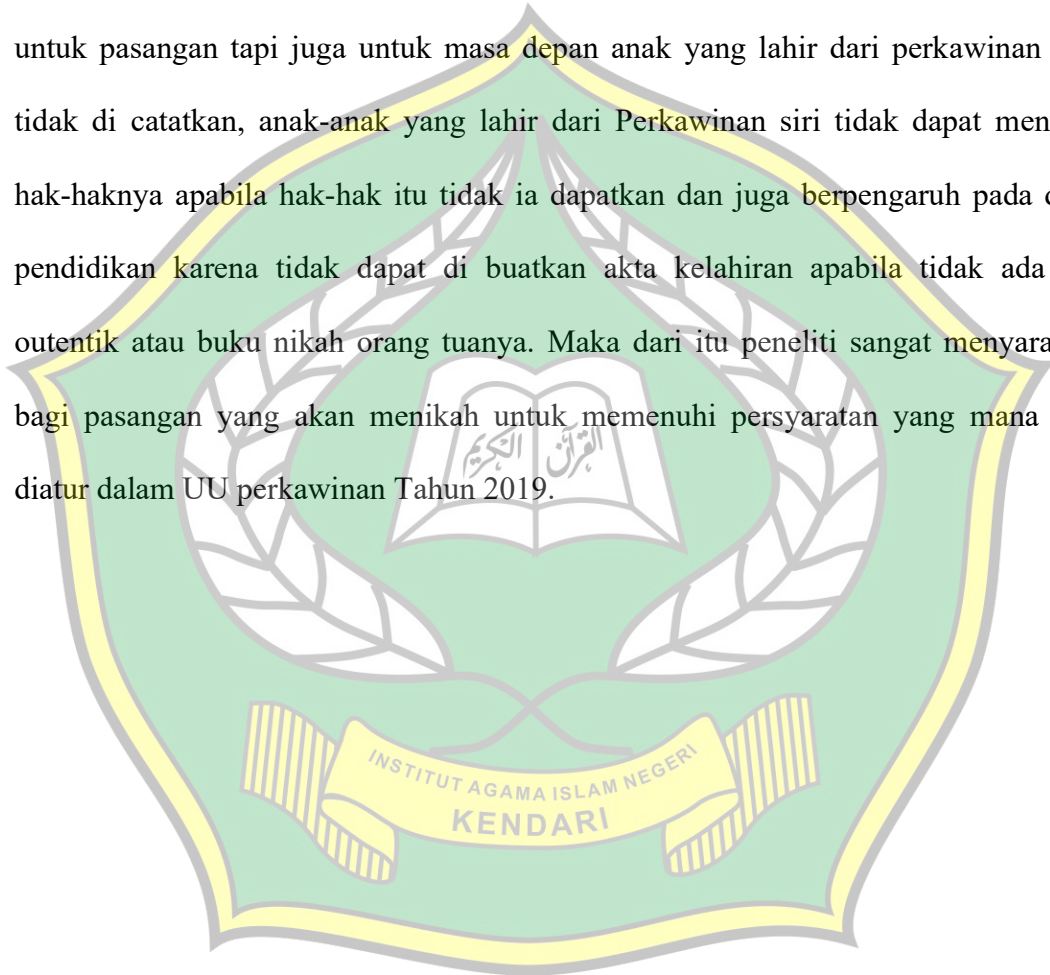 untuk pasangan tapi juga untuk masa depan anak yang lahir dari perkawinan
tidak di catatkan, anak-anak yang lahir dari Perkawinan siri tidak dapat men
hak-haknya apabila hak-hak itu tidak ia dapatkan dan juga berpengaruh pada
pendidikan karena tidak dapat di buatkan akta kelahiran apabila tidak ada
outentik atau buku nikah orang tuanya. Maka dari itu peneliti sangat menyara
bagi pasangan yang akan menikah untuk memenuhi persyaratan yang mana
diatur dalam UU perkawinan Tahun 2019.
القرآن الكريم
INSTITUT AGAMA ISLAM NEGERI
KENDARI